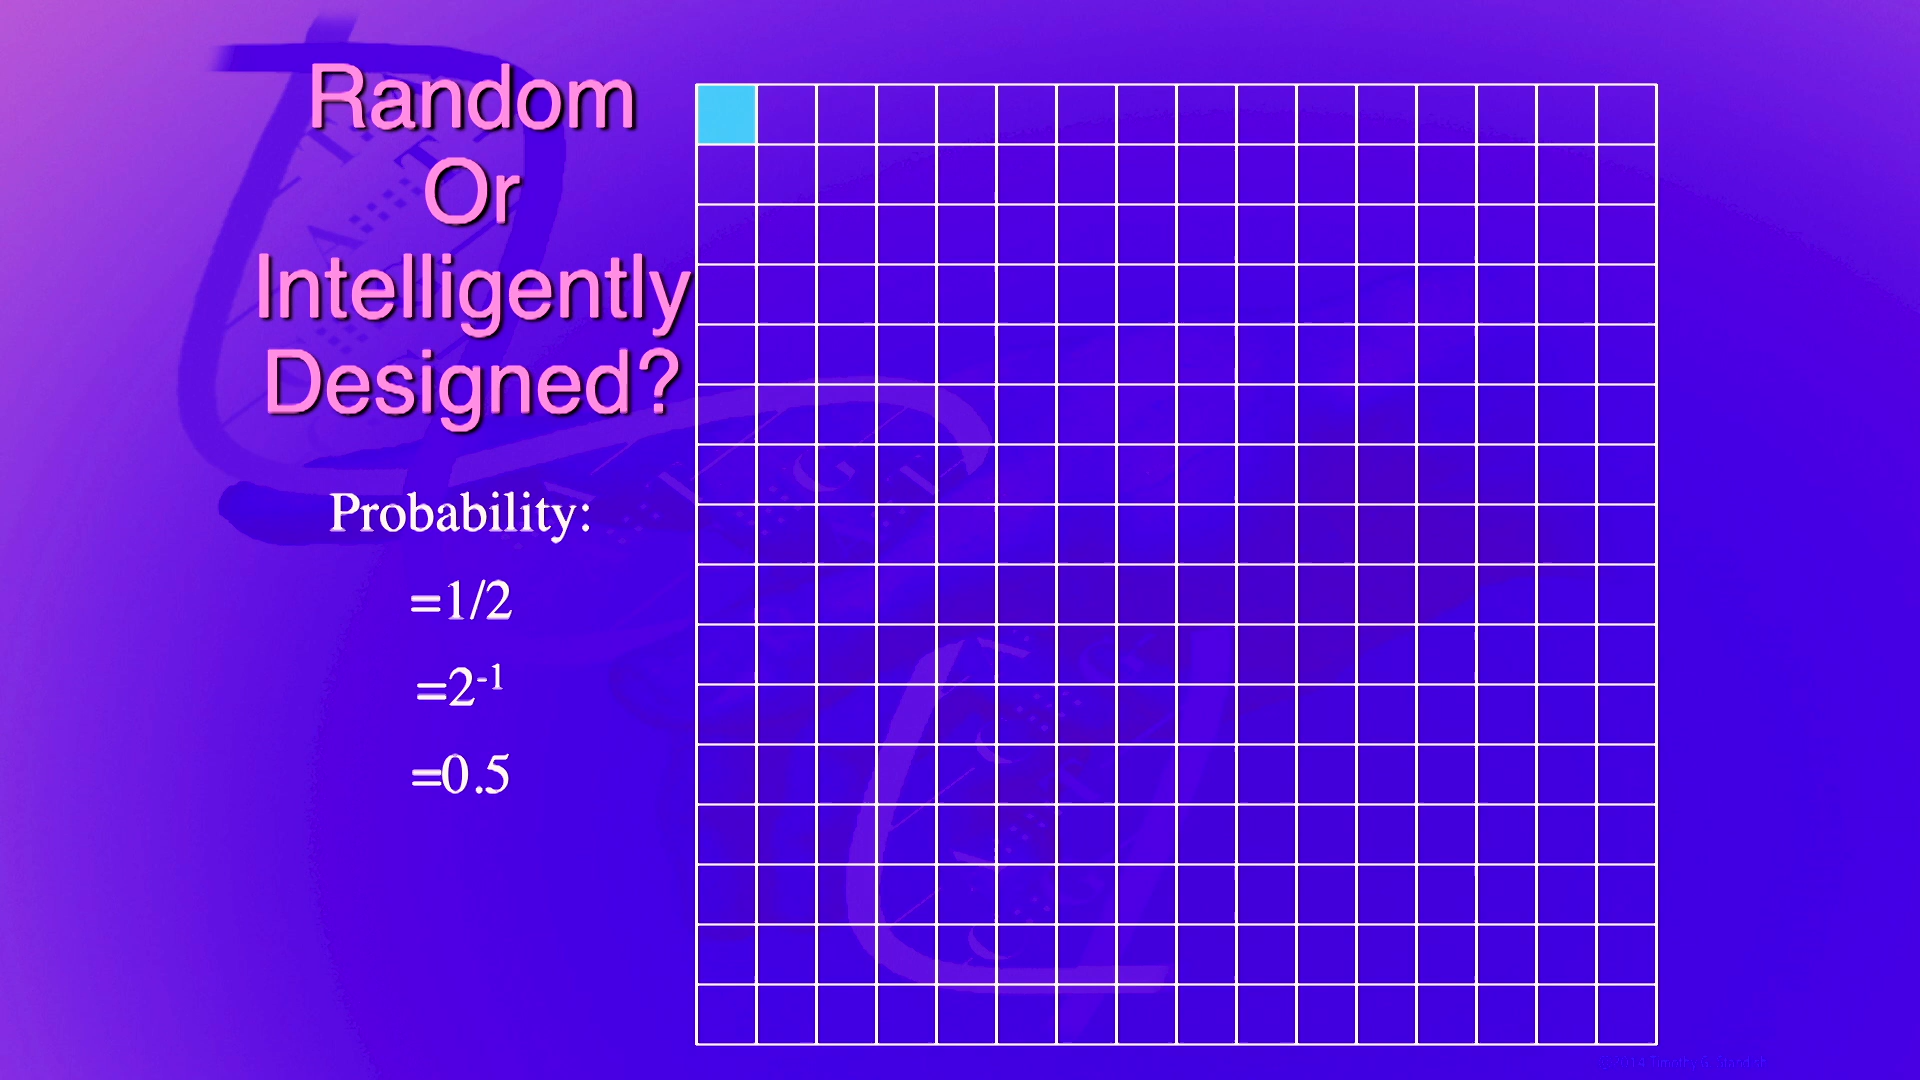 Random
Or
Intelligently
Designed?
Probability:
=1/2
=2⁻¹
=0.5